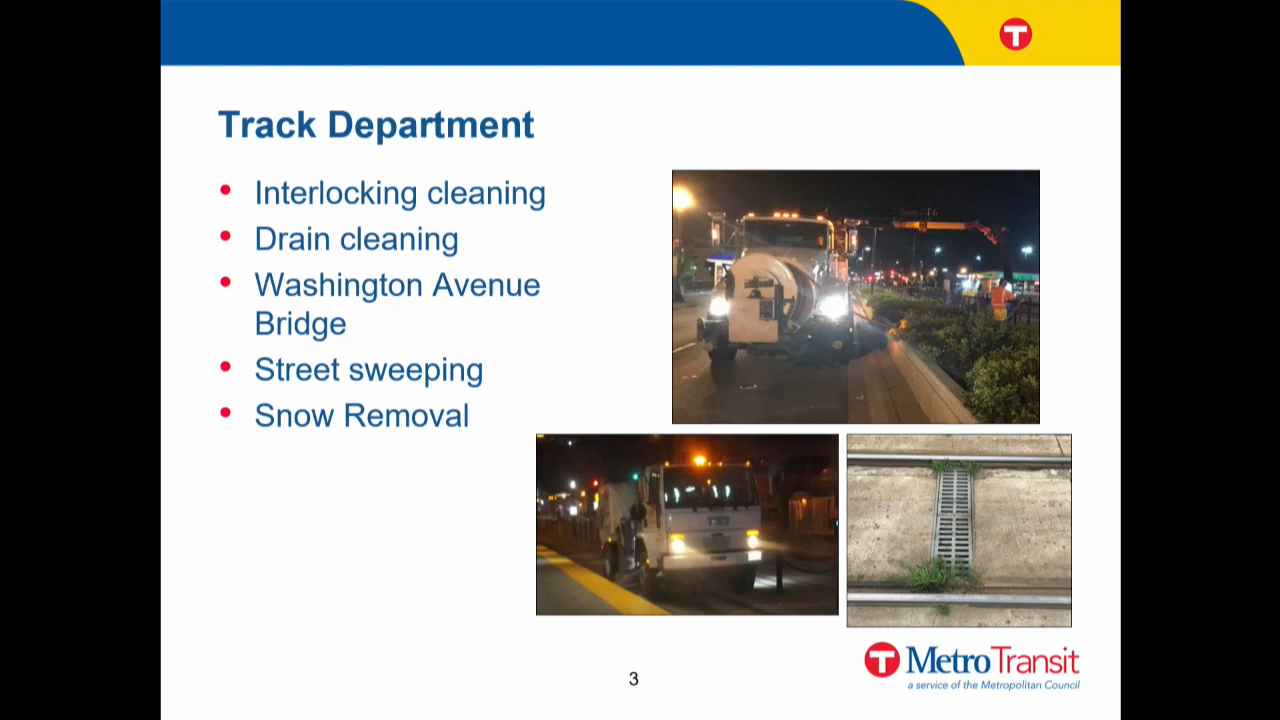 T
Track Department
• Interlocking cleaning
• Drain cleaning
• Washington Avenue
Bridge
• Street sweeping
• Snow Removal
T MetroTransit
a service of the Metropolitan Council
3